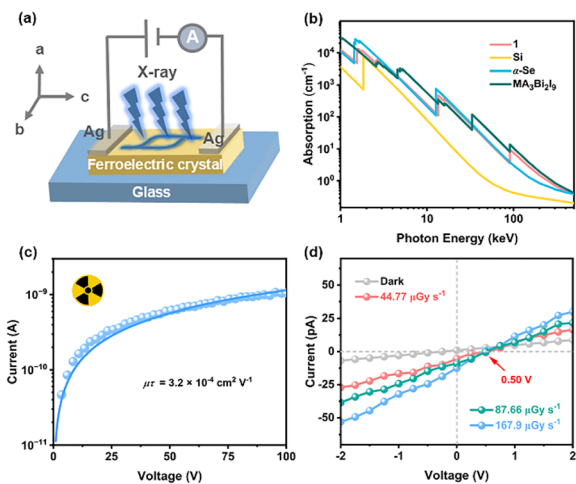 (a)
A
X-ray
a
c
b
Ag
Ag
Ferroelectric crystal
Glass
(b)
Absorption (cm⁻¹)
10⁴
10³
10²
10¹
10⁰
1
Si
α-Se
MA₃Bi₂I₉
1
10
100
Photon Energy (keV)
(c)
Current (A)
10⁻⁹
10⁻¹⁰
10⁻¹¹
μτ = 3.2 × 10⁻⁴ cm² V⁻¹
0
25
50
75
100
Voltage (V)
(d)
Current (pA)
50
25
0
-25
-50
Dark
44.77 μGy s⁻¹
0.50 V
87.66 μGy s⁻¹
167.9 μGy s⁻¹
-2
-1
0
1
2
Voltage (V)